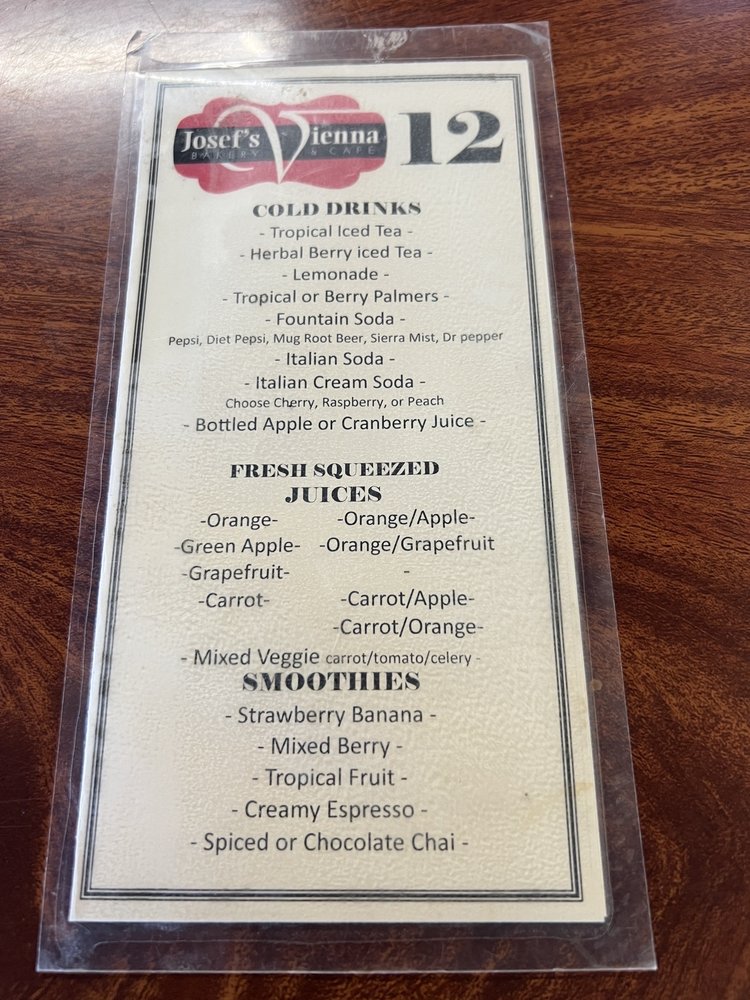 Josef's Vienna
BAKERY & CAFE
12
COLD DRINKS
- Tropical Iced Tea -
- Herbal Berry iced Tea -
- Lemonade -
- Tropical or Berry Palmers -
- Fountain Soda -
Pepsi, Diet Pepsi, Mug Root Beer, Sierra Mist, Dr pepper
- Italian Soda -
- Italian Cream Soda -
Choose Cherry, Raspberry, or Peach
- Bottled Apple or Cranberry Juice -
FRESH SQUEEZED
JUICES
-Orange- -Orange/Apple-
-Green Apple- -Orange/Grapefruit
-Grapefruit- -
-Carrot- -Carrot/Apple-
-Carrot/Orange-
- Mixed Veggie carrot/tomato/celery -
SMOOTHIES
- Strawberry Banana -
- Mixed Berry -
- Tropical Fruit -
- Creamy Espresso -
- Spiced or Chocolate Chai -